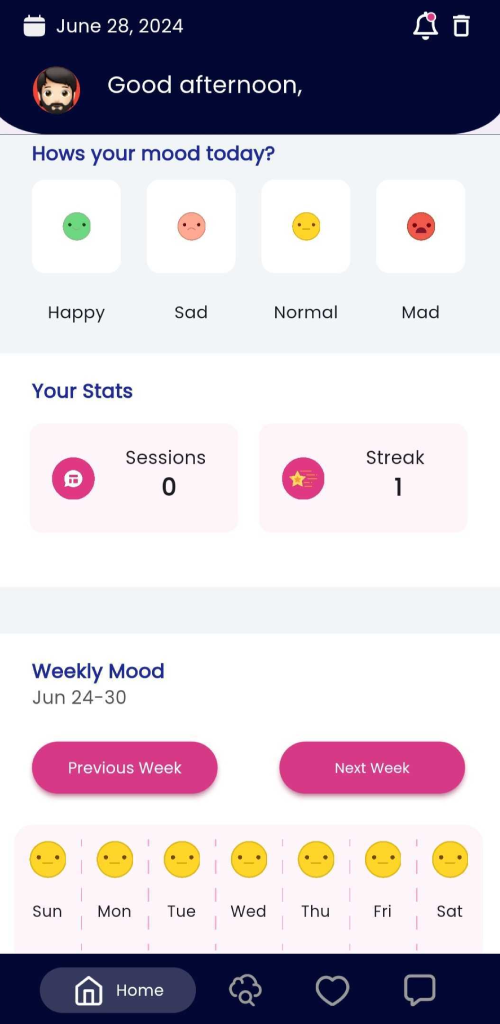 June 28, 2024
Good afternoon,
Hows your mood today?
Happy Sad Normal Mad
Your Stats
Sessions Streak
0 1
Weekly Mood
Jun 24-30
Previous Week Next Week
Sun Mon Tue Wed Thu Fri Sat
Home